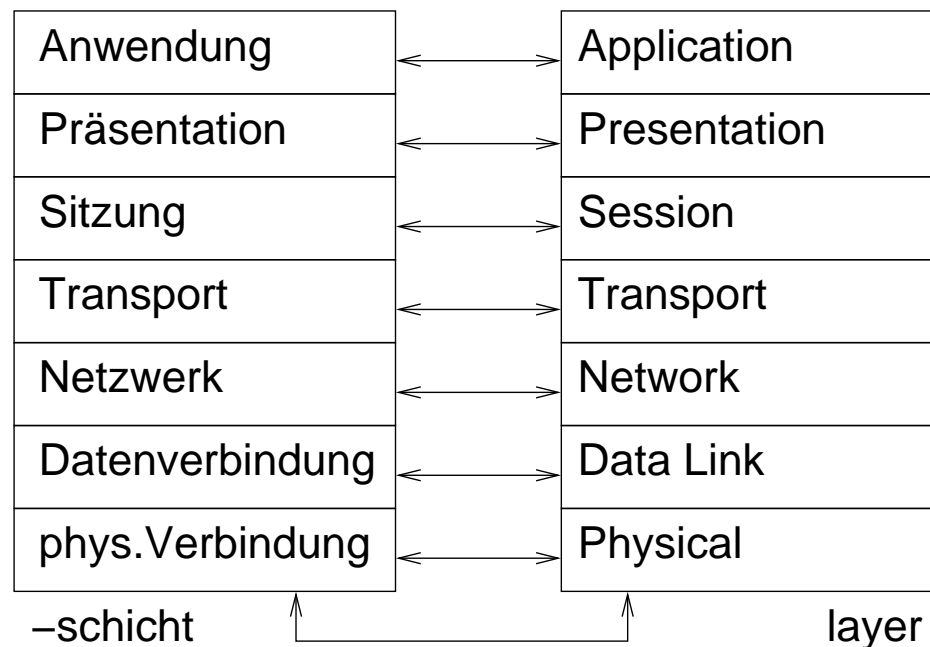 Anwendung
Application
Präsentation
Presentation
Sitzung
Session
Transport
Transport
Netzwerk
Network
Datenverbindung
Data Link
phys.Verbindung
Physical
–schicht
layer